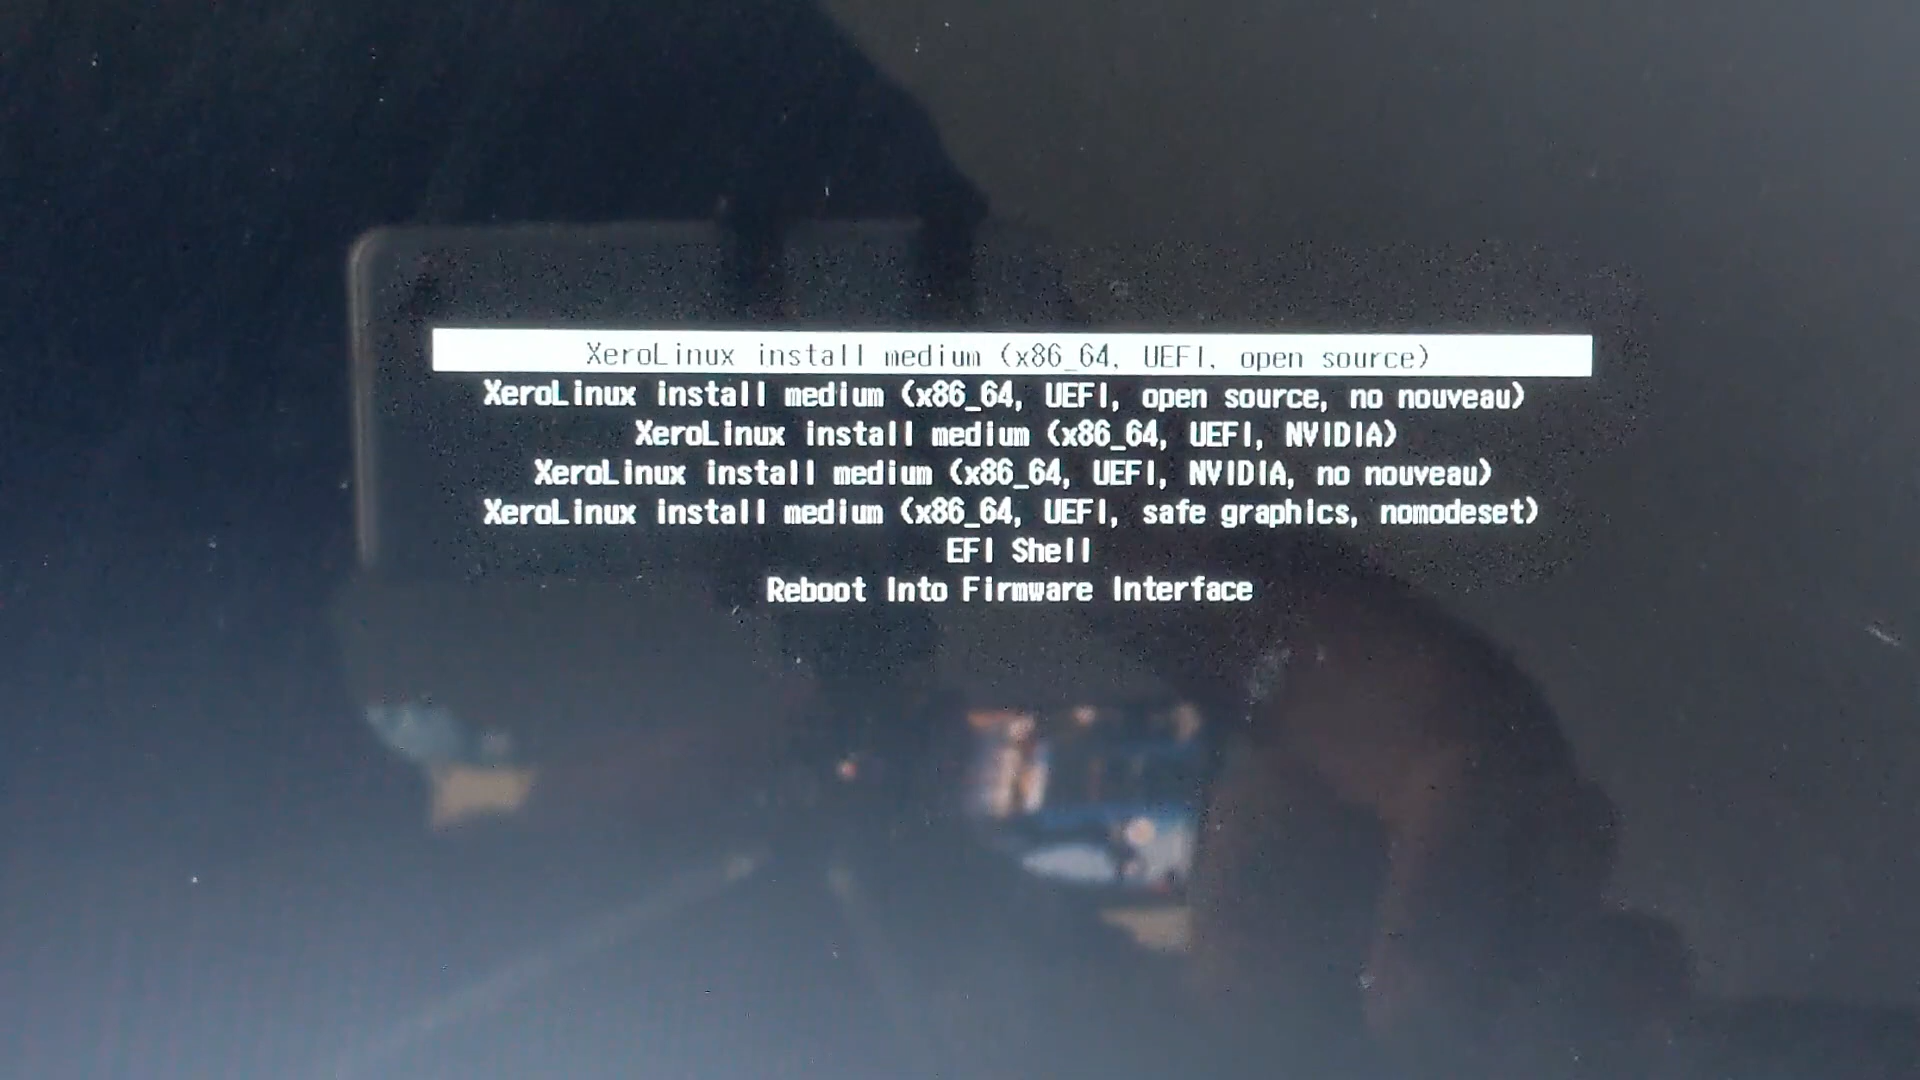 XeroLinux install medium (x86_64, UEFI, open source)
XeroLinux install medium (x86_64, UEFI, open source, no nouveau)
XeroLinux install medium (x86_64, UEFI, NVIDIA)
XeroLinux install medium (x86_64, UEFI, NVIDIA, no nouveau)
XeroLinux install medium (x86_64, UEFI, safe graphics, nomodeset)
EFI Shell
Reboot Into Firmware Interface